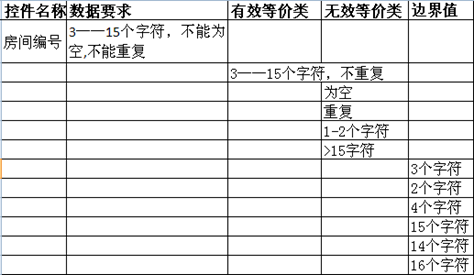 控件名称 数据要求 有效等价类 无效等价类 边界值
房间编号 3——15个字符，不能为
空,不能重复
3——15个字符，不重复
为空
重复
1-2个字符
>15字符
3个字符
2个字符
4个字符
15个字符
14个字符
16个字符